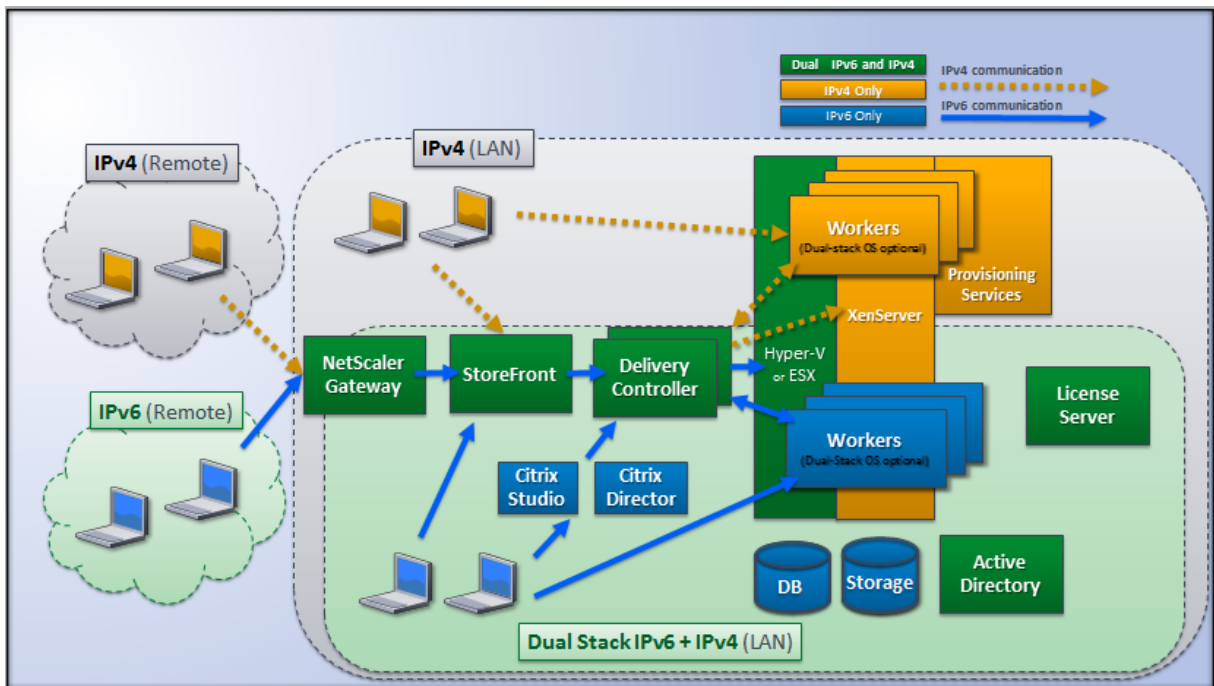 Dual IPv6 and IPv4
IPv4 Only
IPv6 Only
IPv4 communication
IPv6 communication
IPv4 (Remote)
IPv4 (LAN)
Workers
(Dual-stack OS optional)
Provisioning
Services
XenServer
NetScaler
Gateway
StoreFront
Delivery
Controller
Hyper-V
or ESX
License
Server
IPv6 (Remote)
Workers
(Dual-Stack OS optional)
Citrix
Studio
Citrix
Director
DB
Storage
Active
Directory
Dual Stack IPv6 + IPv4 (LAN)